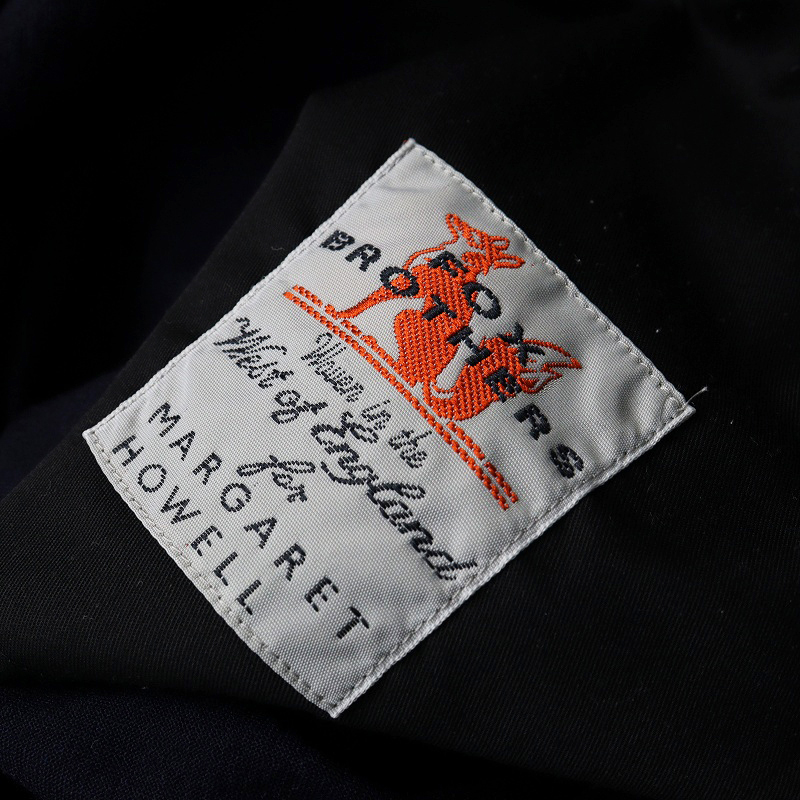 FOX
BROTHERS
Woven in the
West of England
for
MARGARET
HOWELL